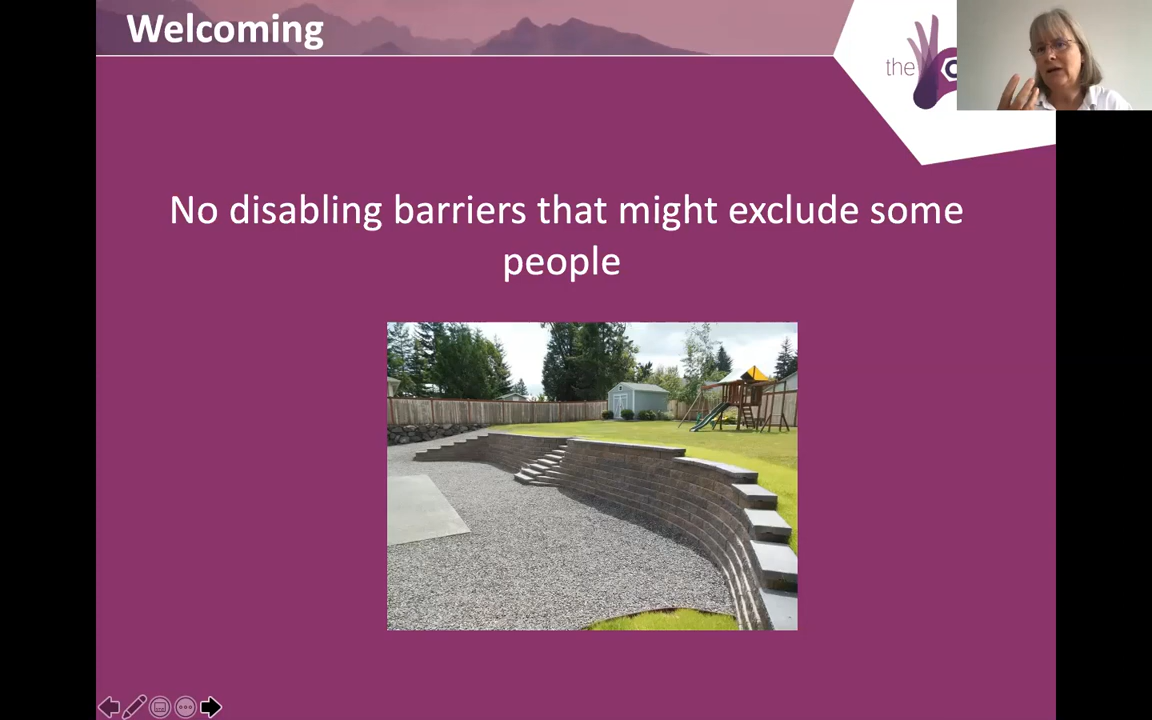 Welcoming
the
No disabling barriers that might exclude some
people